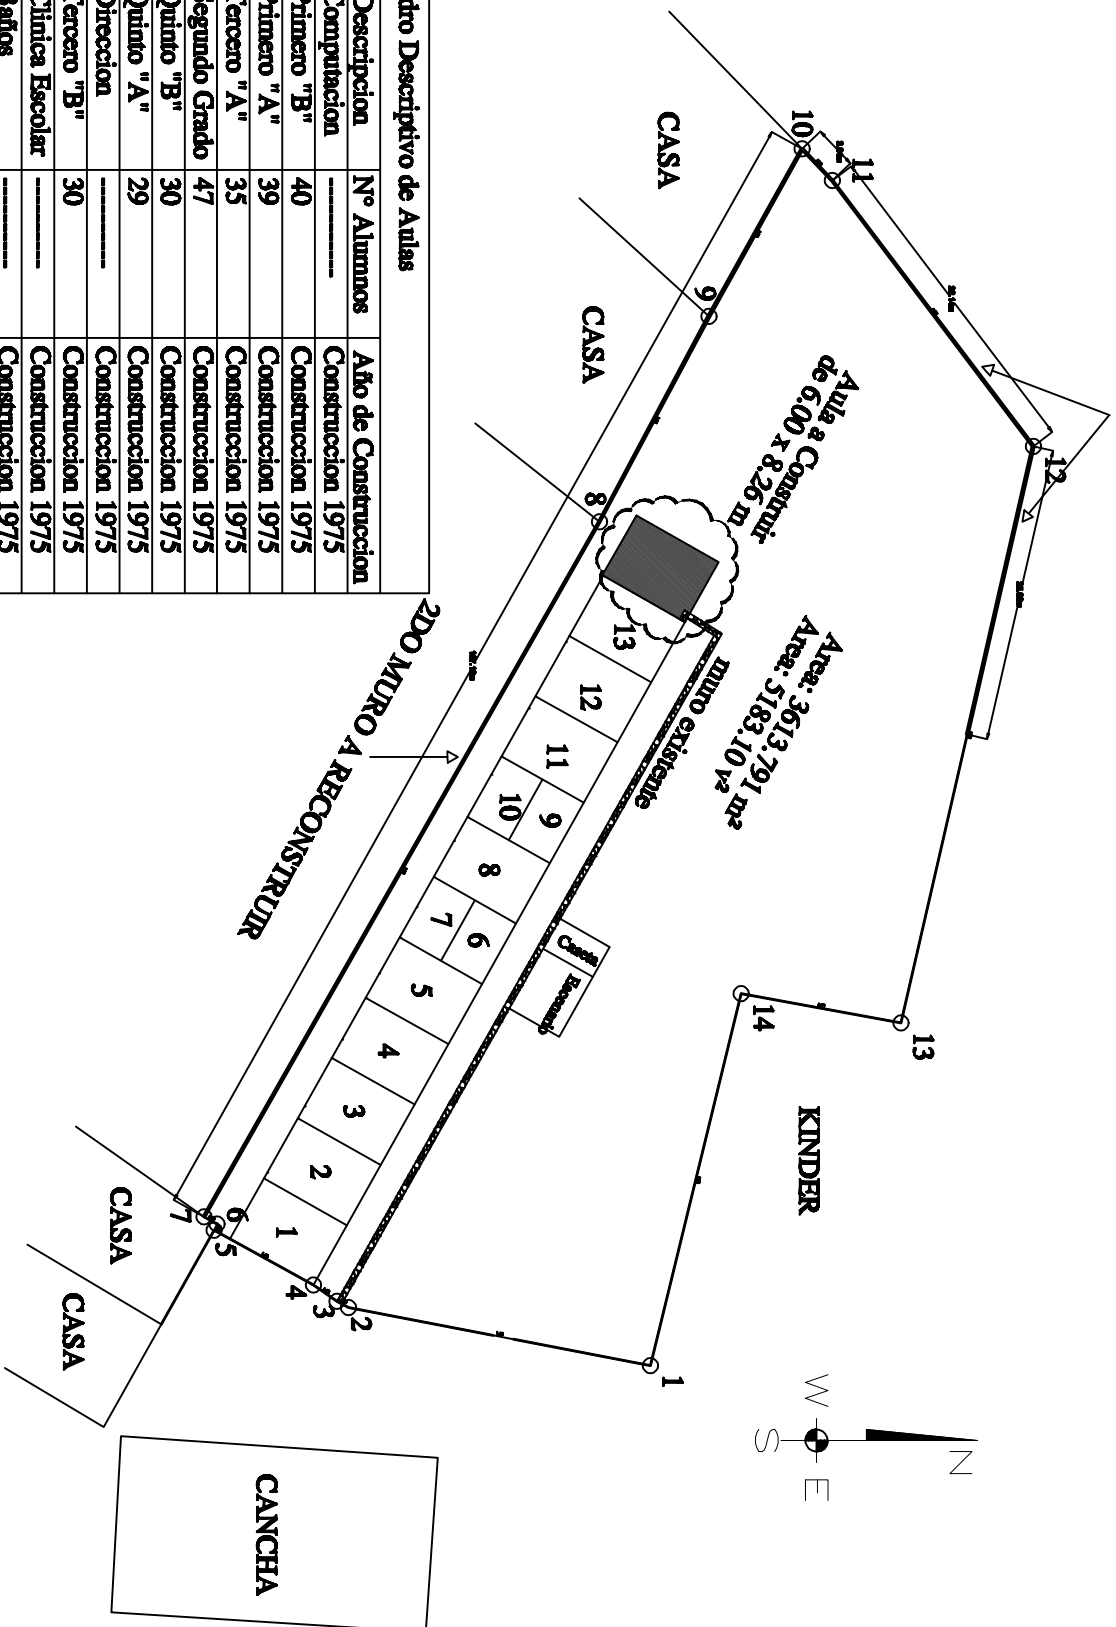 dro Descriptivo de Aulas
Descripcion N° Alumnos Año de Construccion
Computacion ---------- Construccion 1975
Primero "B" 40 Construccion 1975
Primero "A" 39 Construccion 1975
Tercero "A" 35 Construccion 1975
Segundo Grado 47 Construccion 1975
Quinto "B" 30 Construccion 1975
Quinto "A" 29 Construccion 1975
Direccion ---------- Construccion 1975
Tercero "B" 30 Construccion 1975
Clinica Escolar ---------- Construccion 1975
Baños ---------- Construccion 1975
CASA
CASA
10
11
12
9
8
Aula a Construir
de 6.00 x 8.26 m
Area: 3613.791 m²
Area: 5183.10 v²
muro existente
2DO MURO A RECONSTRUIR
13
12
11
10
9
8
7
6
5
4
3
2
1
Caseta
Escenario
14
13
KINDER
7
6
5
4
3
2
1
CASA
CASA
CANCHA
N
W
E
S